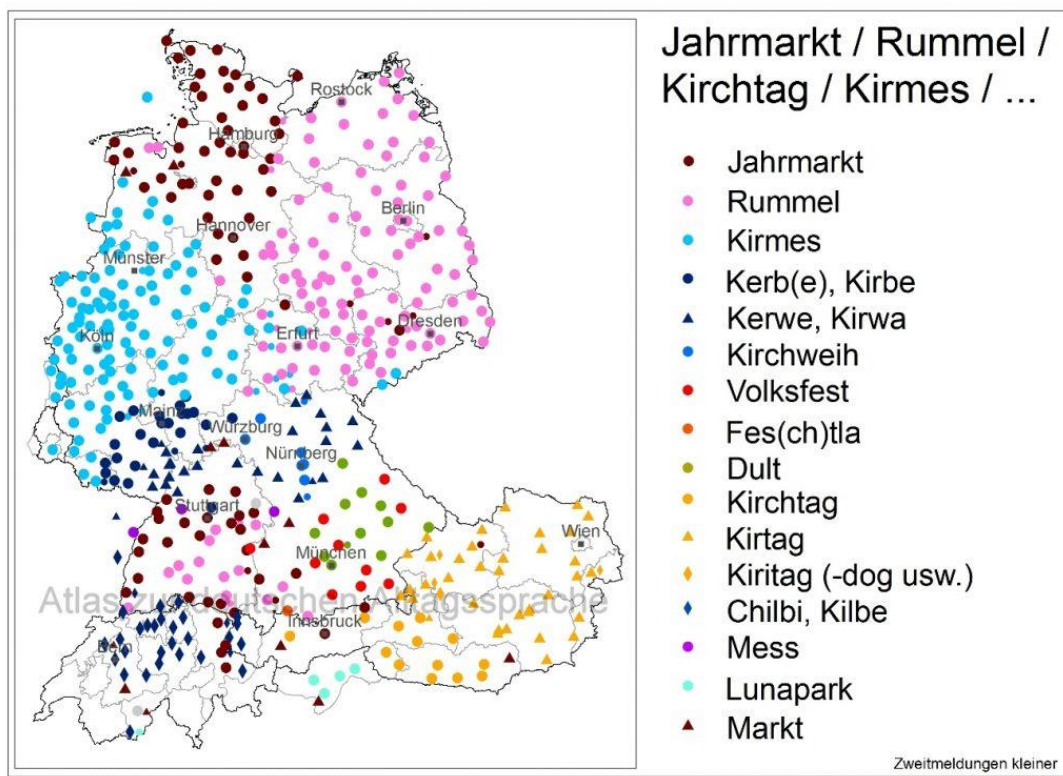 Jahrmarkt / Rummel /
Kirchtag / Kirmes / ...
Jahrmarkt
Rummel
Kirmes
Kerb(e), Kirbe
Kerwe, Kirwa
Kirchweih
Volksfest
Fes(ch)tla
Dult
Kirchtag
Kirtag
Kiritag (-dog usw.)
Chilbi, Kilbe
Mess
Lunapark
Markt
Zweitmeldungen kleiner
Rostock
Hamburg
Berlin
Hannover
Münster
Köln
Erfurt
Dresden
Mainz
Würzburg
Nürnberg
Stuttgart
München
Wien
Atlas zur deutschen Alltagssprache
Innsbruck
Bern